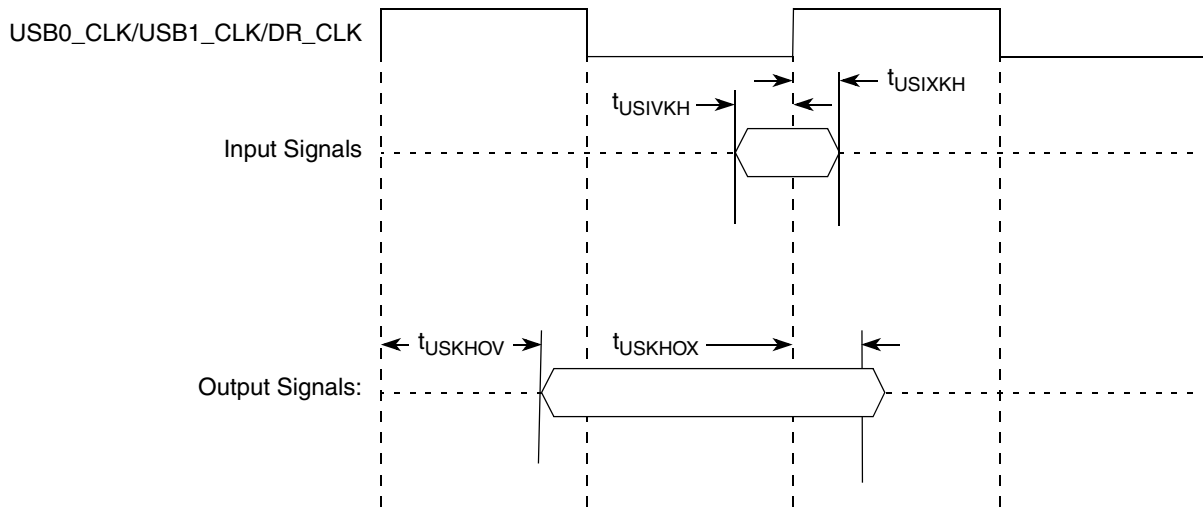 USB0_CLK/USB1_CLK/DR_CLK
tUSIXKH
tUSIVKH
Input Signals
tUSKHOV
tUSKHOX
Output Signals: